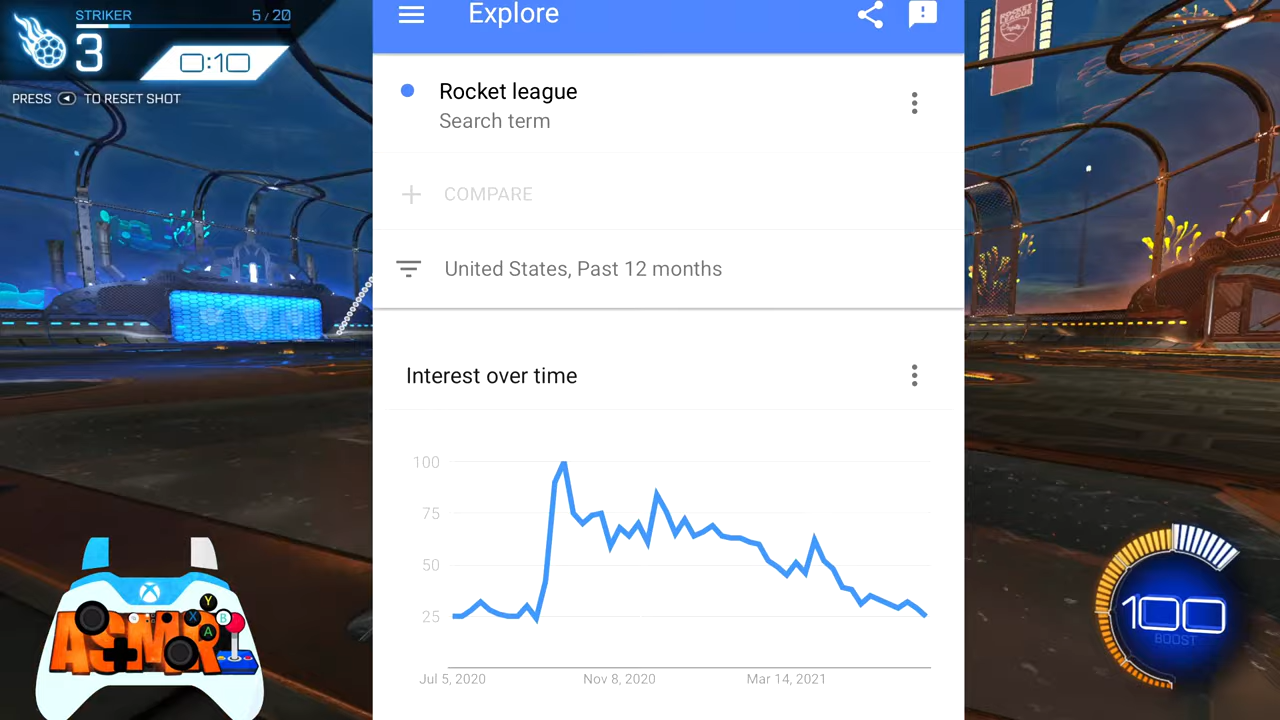 STRIKER 5 / 20
3
0:10
PRESS ◄ TO RESET SHOT
Explore
Rocket league
Search term
COMPARE
United States, Past 12 months
Interest over time
100
75
50
25
Jul 5, 2020 Nov 8, 2020 Mar 14, 2021
ASMR
Y
X B
A
100
BOOST